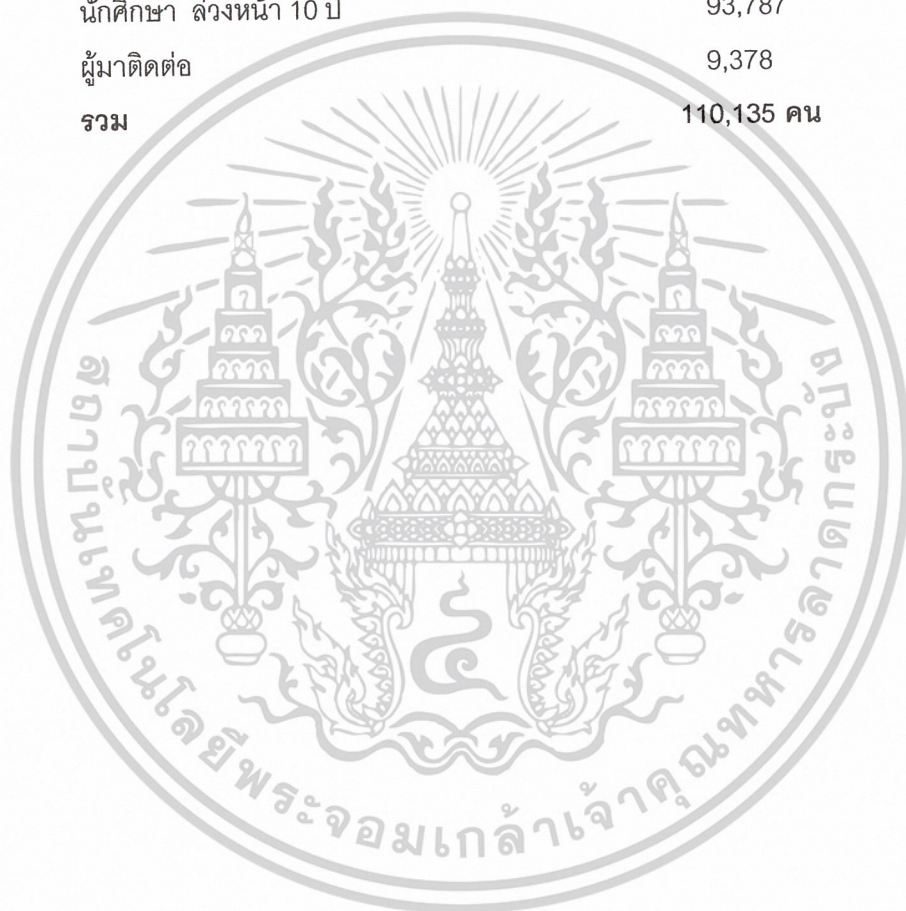 นักศึกษา ล่วงหน้า 10 ปี 93,787
ผู้มาติดต่อ 9,378
รวม 110,135 คน
สถาบันเทคโนโลยีพระจอมเกล้าเจ้าคุณทหารลาดกระบัง
๔